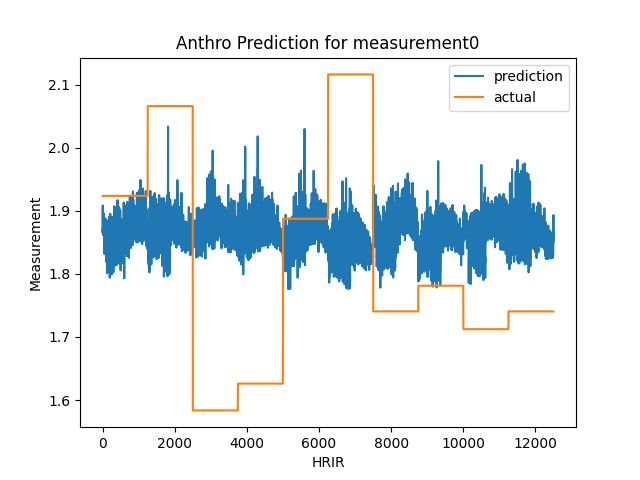 Anthro Prediction for measurement0
prediction
actual
2.1
2.0
1.9
1.8
1.7
1.6
Measurement
0
2000
4000
6000
8000
10000
12000
HRIR